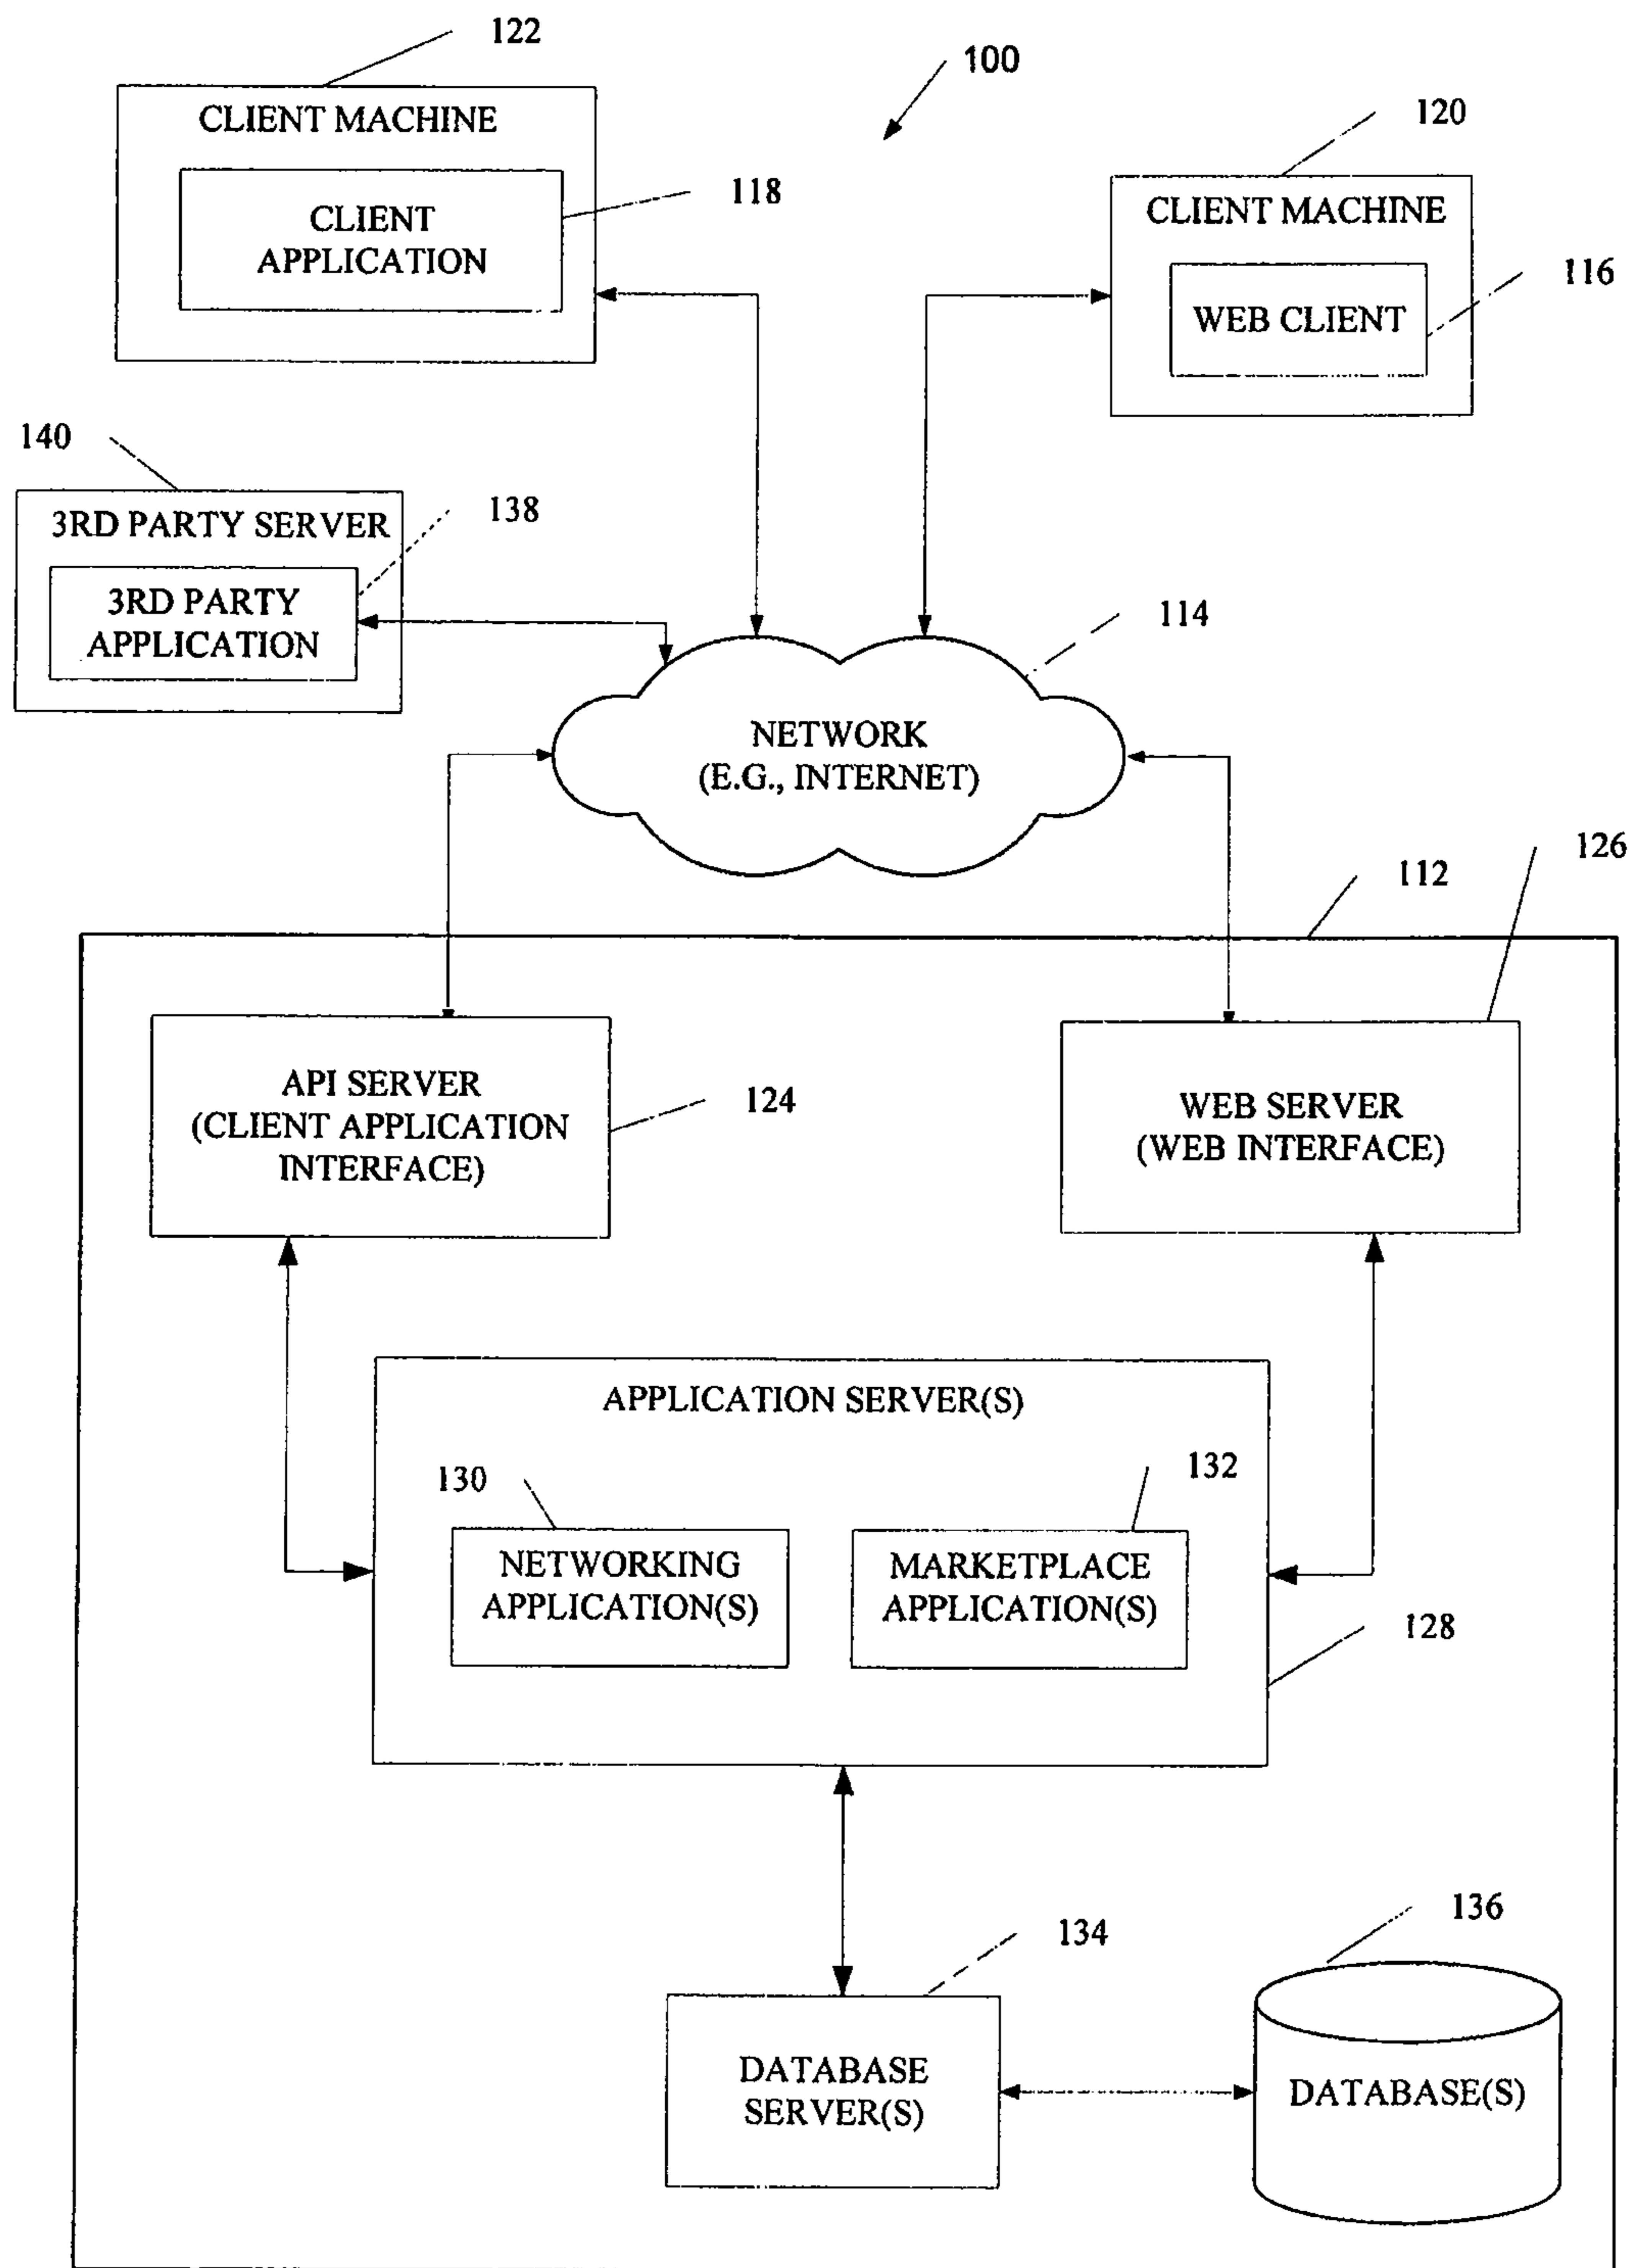 122
100
CLIENT MACHINE
120
118
CLIENT
APPLICATION
CLIENT MACHINE
116
WEB CLIENT
140
138
3RD PARTY SERVER
3RD PARTY
APPLICATION
114
NETWORK
(E.G., INTERNET)
126
112
API SERVER
(CLIENT APPLICATION
INTERFACE)
124
WEB SERVER
(WEB INTERFACE)
APPLICATION SERVER(S)
130
132
NETWORKING
APPLICATION(S)
MARKETPLACE
APPLICATION(S)
128
136
134
DATABASE
SERVER(S)
DATABASE(S)